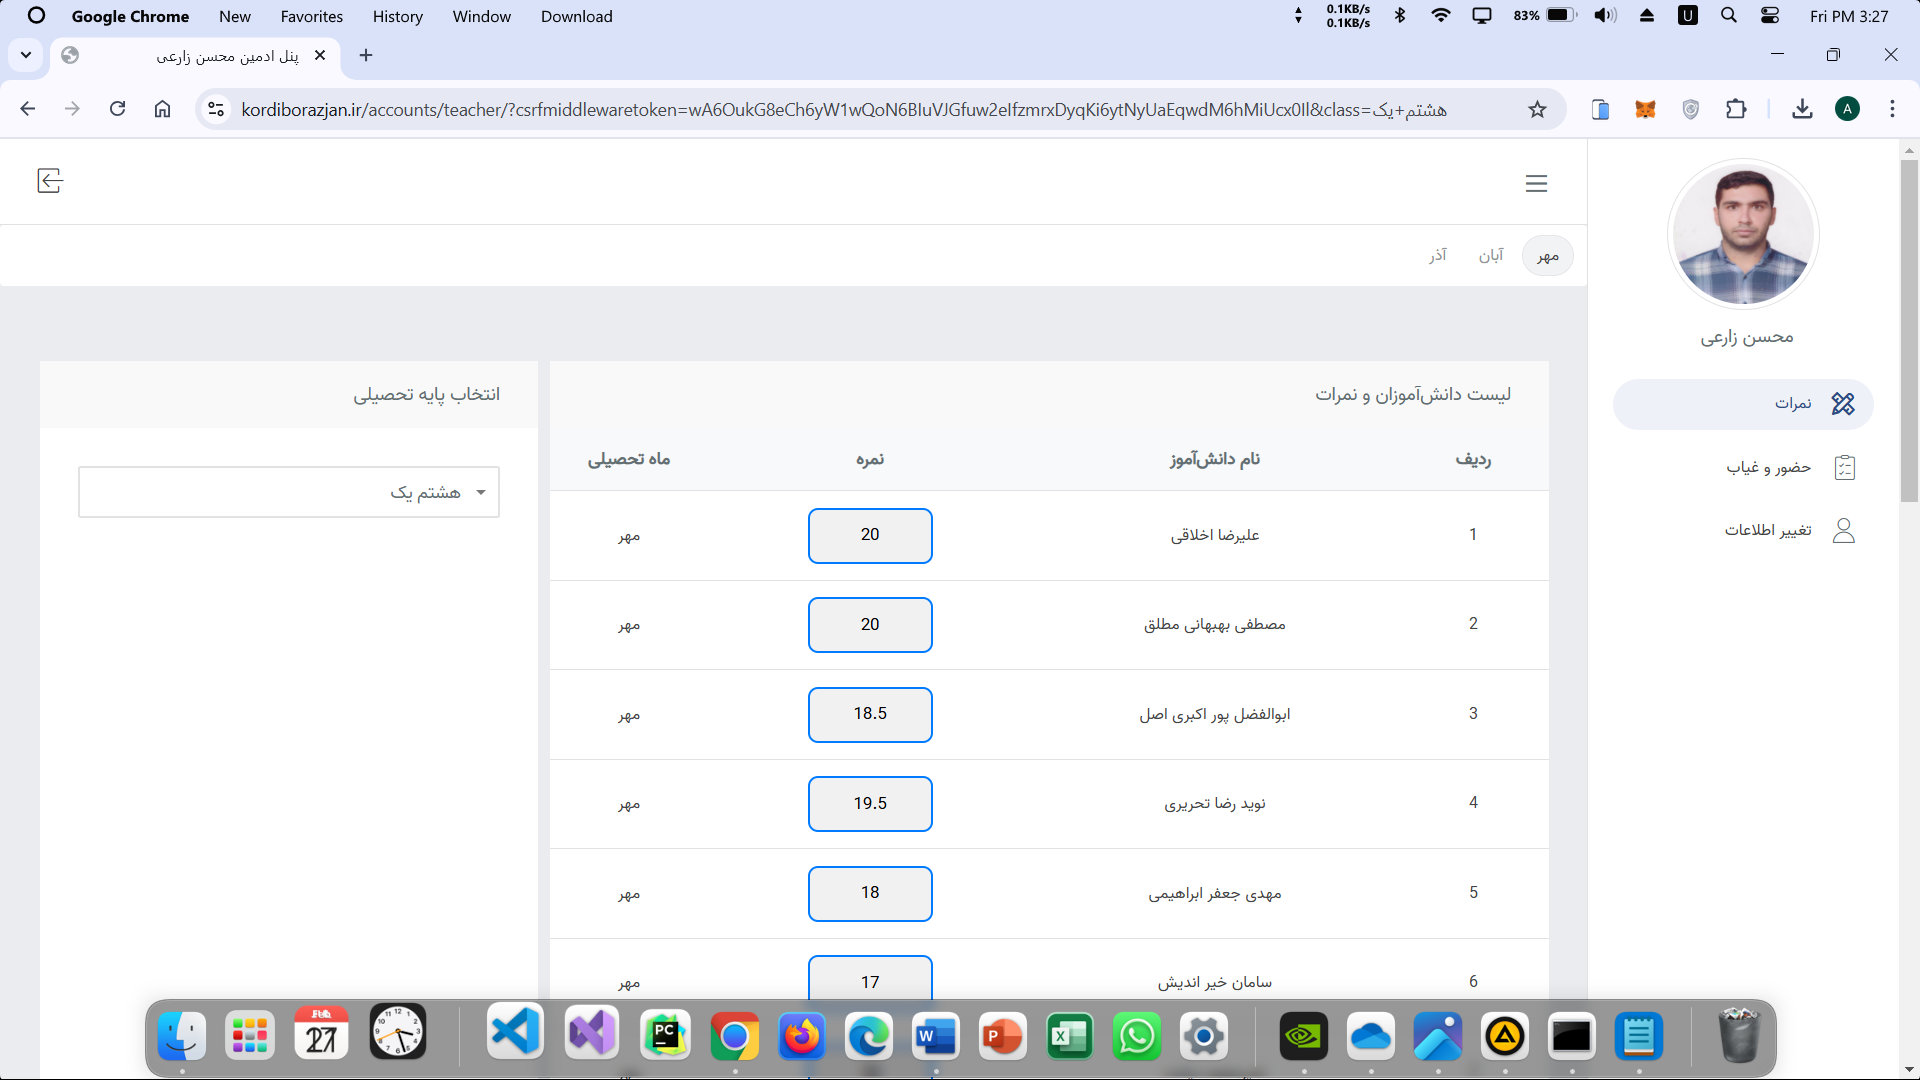 Google Chrome New Favorites History Window Download 0.1KB/s 0.1KB/s 83% U Fri PM 3:27
پنل ادمین محسن زارعی
kordiborazjan.ir/accounts/teacher/?csrfmiddlewaretoken=wA6OukG8eCh6yW1wQoN6BIuVJGfuw2eIfzmrxDyqKi6ytNyUaEqwdM6hMiUcx0Il&class=هشتم+یک
A
مهر آبان آذر
محسن زارعی
نمرات
حضور و غیاب
تغییر اطلاعات
لیست دانش‌آموزان و نمرات
ردیف نام دانش‌آموز نمره ماه تحصیلی
1 علیرضا اخلاقی 20 مهر
2 مصطفی بهبهانی مطلق 20 مهر
3 ابوالفضل پور اکبری اصل 18.5 مهر
4 نوید رضا تحریری 19.5 مهر
5 مهدی جعفر ابراهیمی 18 مهر
6 سامان خیر اندیش 17 مهر
انتخاب پایه تحصیلی
هشتم یک
Feb
27
PC
W
P
X